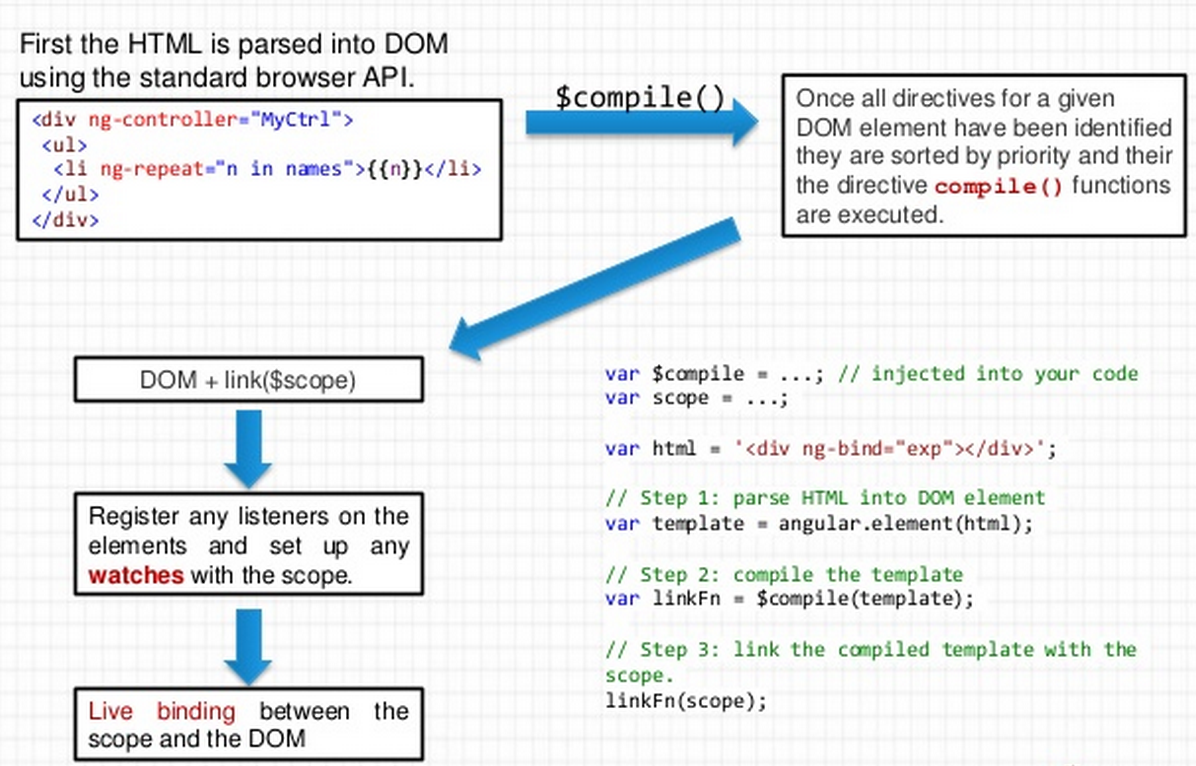 First the HTML is parsed into DOM
using the standard browser API.
<div ng-controller="MyCtrl">
<ul>
<li ng-repeat="n in names">{{n}}</li>
</ul>
</div>
$compile()
Once all directives for a given
DOM element have been identified
they are sorted by priority and their
the directive compile() functions
are executed.
DOM + link($scope)
Register any listeners on the
elements and set up any
watches with the scope.
Live binding between the
scope and the DOM
var $compile = ...; // injected into your code
var scope = ...;
var html = '<div ng-bind="exp"></div>';
// Step 1: parse HTML into DOM element
var template = angular.element(html);
// Step 2: compile the template
var linkFn = $compile(template);
// Step 3: link the compiled template with the
scope.
linkFn(scope);